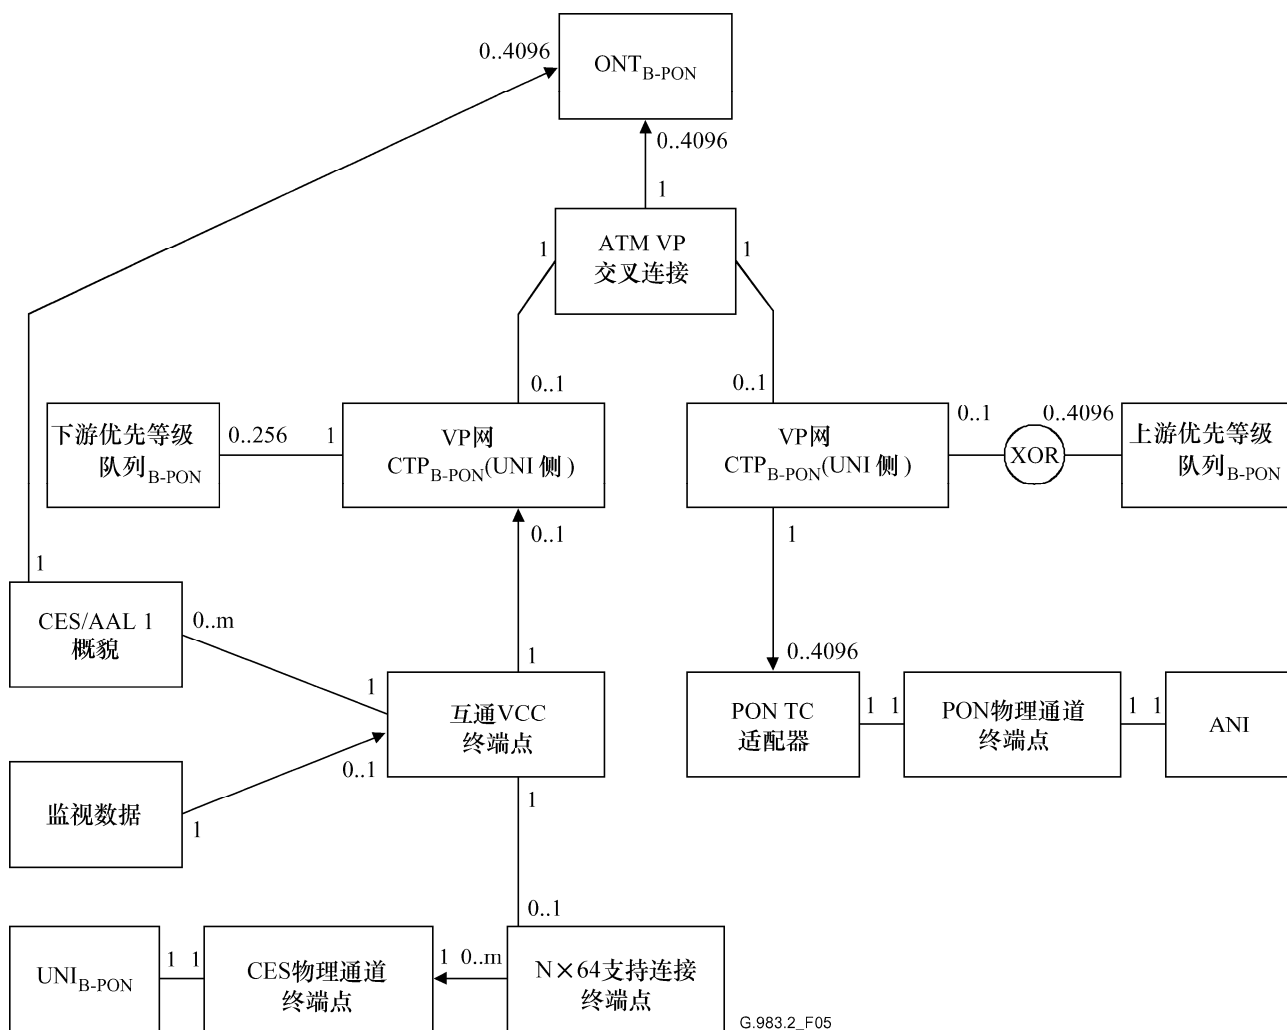 0..4096
ONT_B-PON
0..4096
1
1
ATM VP
交叉连接
1
0..1
0..1
下游优先等级
队列_B-PON
0..256
1
VP网
CTP_B-PON(UNI 侧)
VP网
CTP_B-PON(UNI 侧)
0..1
XOR
0..4096
上游优先等级
队列_B-PON
0..1
1
1
CES/AAL 1
概貌
0..m
1
1
0..4096
互通VCC
终端点
PON TC
适配器
1 1
PON物理通道
终端点
1 1
ANI
监视数据
0..1
1
1
0..1
UNI_B-PON
1 1
CES物理通道
终端点
1 0..m
N×64支持连接
终端点
G.983.2_F05